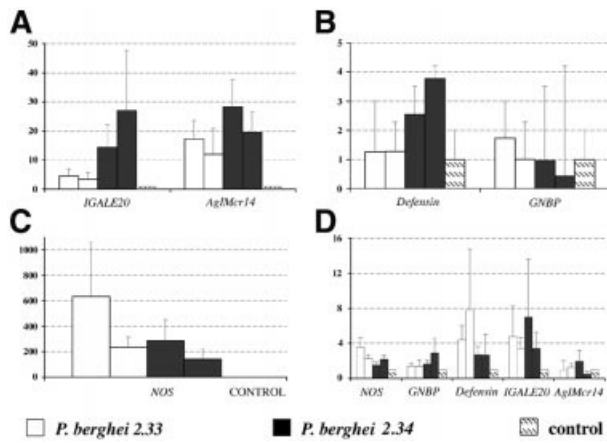 A
50
40
30
20
10
0
IGALE20 AgIMcr14
B
5
4
3
2
1
0
Defensin GNBP
C
1000
800
600
400
200
0
NOS CONTROL
D
16
12
8
4
0
NOS GNBP Defensin IGALE20 AgIMcr14
P. berghei 2.33 P. berghei 2.34 control